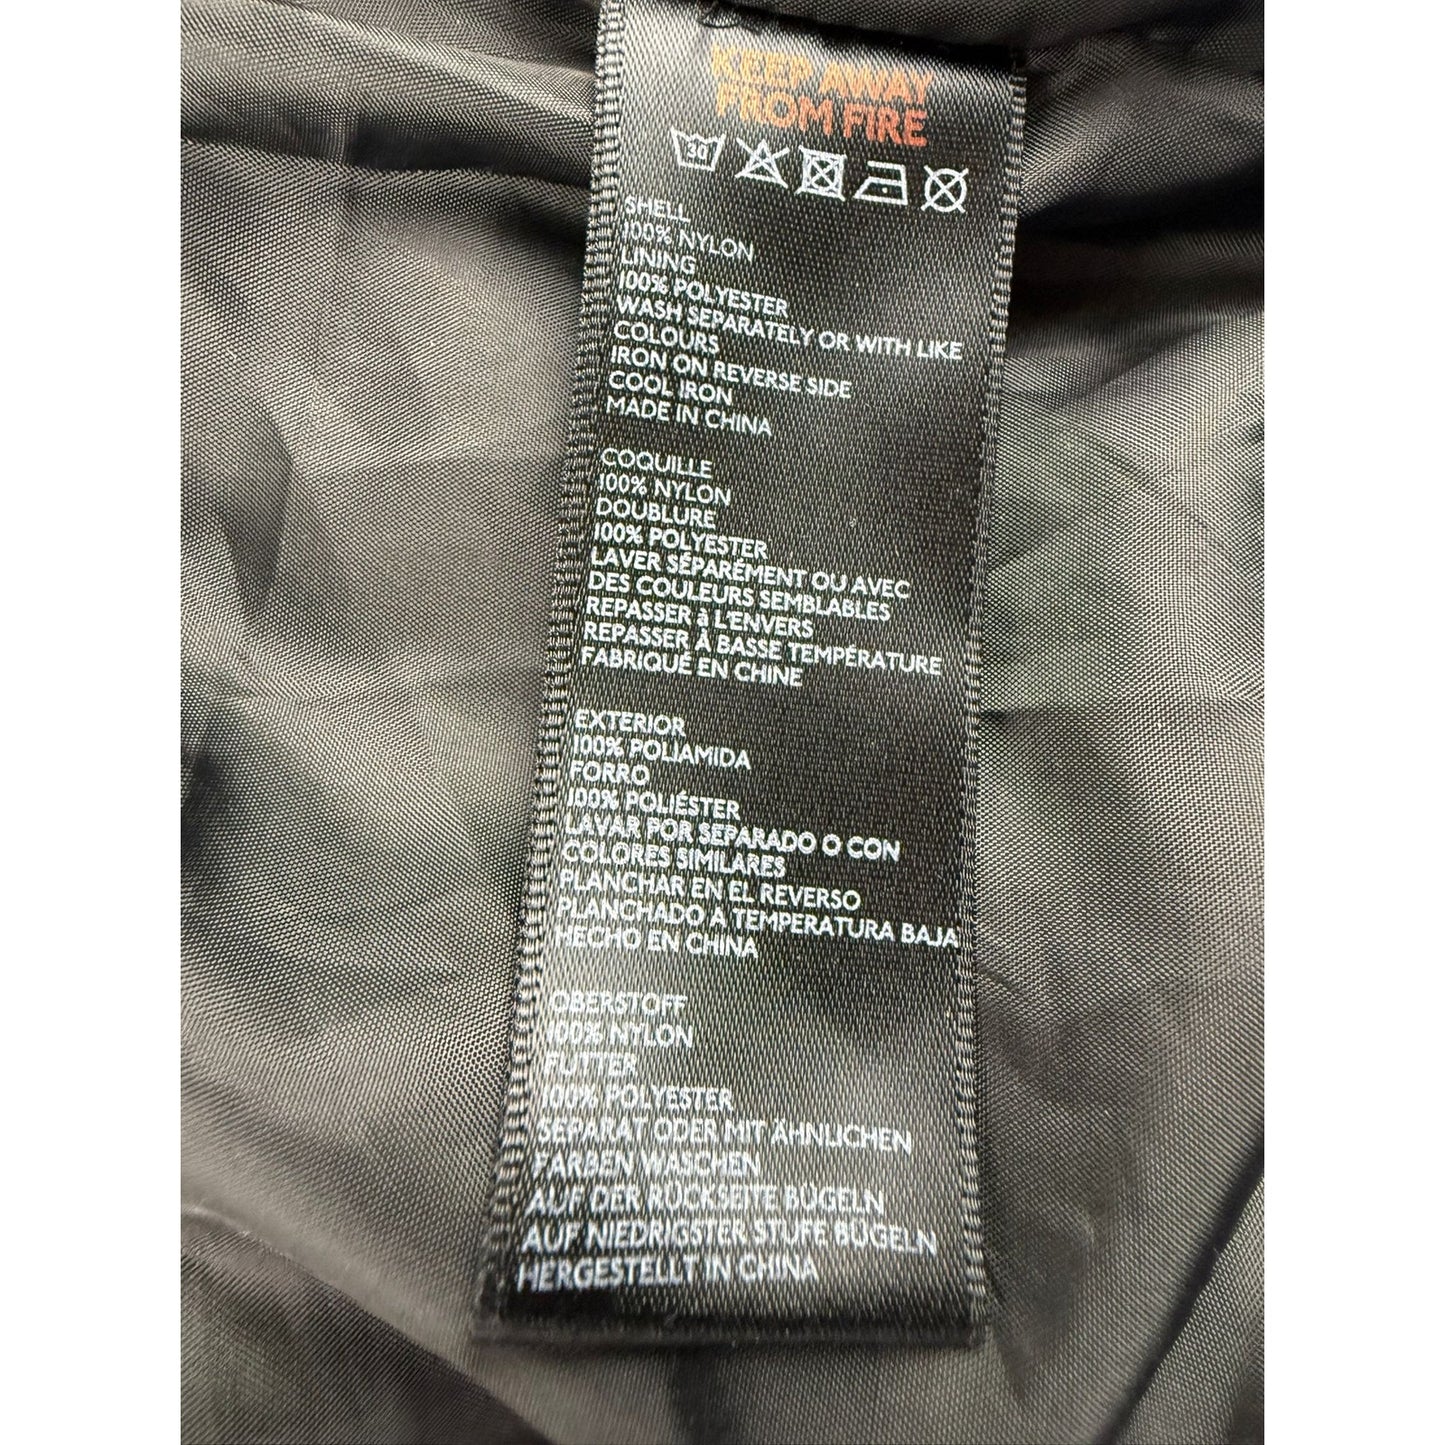 KEEP AWAY
FROM FIRE
30
SHELL
100% NYLON
LINING
100% POLYESTER
WASH SEPARATELY OR WITH LIKE
COLOURS
IRON ON REVERSE SIDE
COOL IRON
MADE IN CHINA
COQUILLE
100% NYLON
DOUBLURE
100% POLYESTER
LAVER SÉPARÉMENT OU AVEC
DES COULEURS SEMBLABLES
REPASSER à L'ENVERS
REPASSER À BASSE TEMPÉRATURE
FABRIQUÉ EN CHINE
EXTERIOR
100% POLIAMIDA
FORRO
100% POLIÉSTER
LAVAR POR SEPARADO O CON
COLORES SIMILARES
PLANCHAR EN EL REVERSO
PLANCHADO A TEMPERATURA BAJA
HECHO EN CHINA
OBERSTOFF
100% NYLON
FUTTER
100% POLYESTER
SEPARAT ODER MIT ÄHNLICHEN
FARBEN WASCHEN
AUF DER RÜCKSEITE BÜGELN
AUF NIEDRIGSTER STUFE BÜGELN
HERGESTELLT IN CHINA